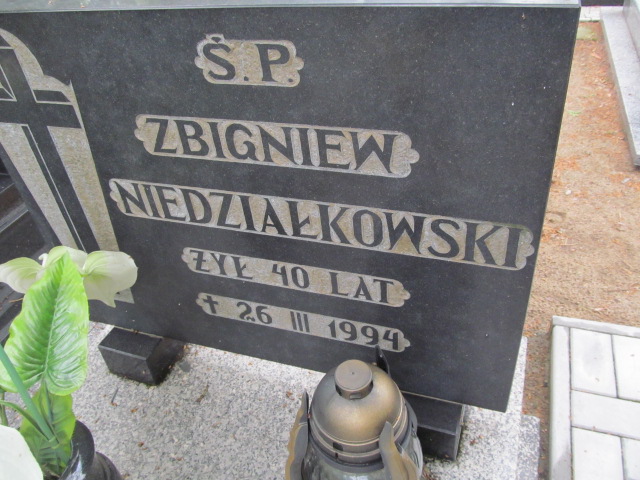 Ś.P.
ZBIGNIEW
NIEDZIAŁKOWSKI
ŻYŁ 40 LAT
✝ 26 III 1994